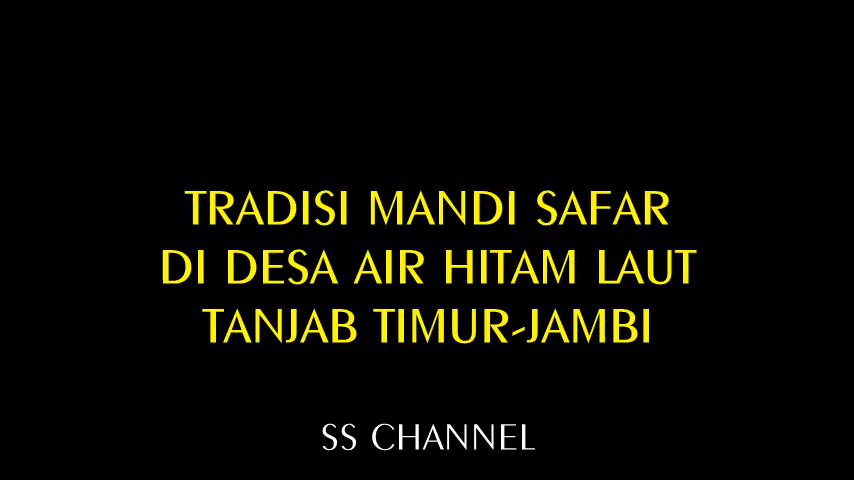 TRADISI MANDI SAFAR
DI DESA AIR HITAM LAUT
TANJAB TIMUR-JAMBI
SS CHANNEL